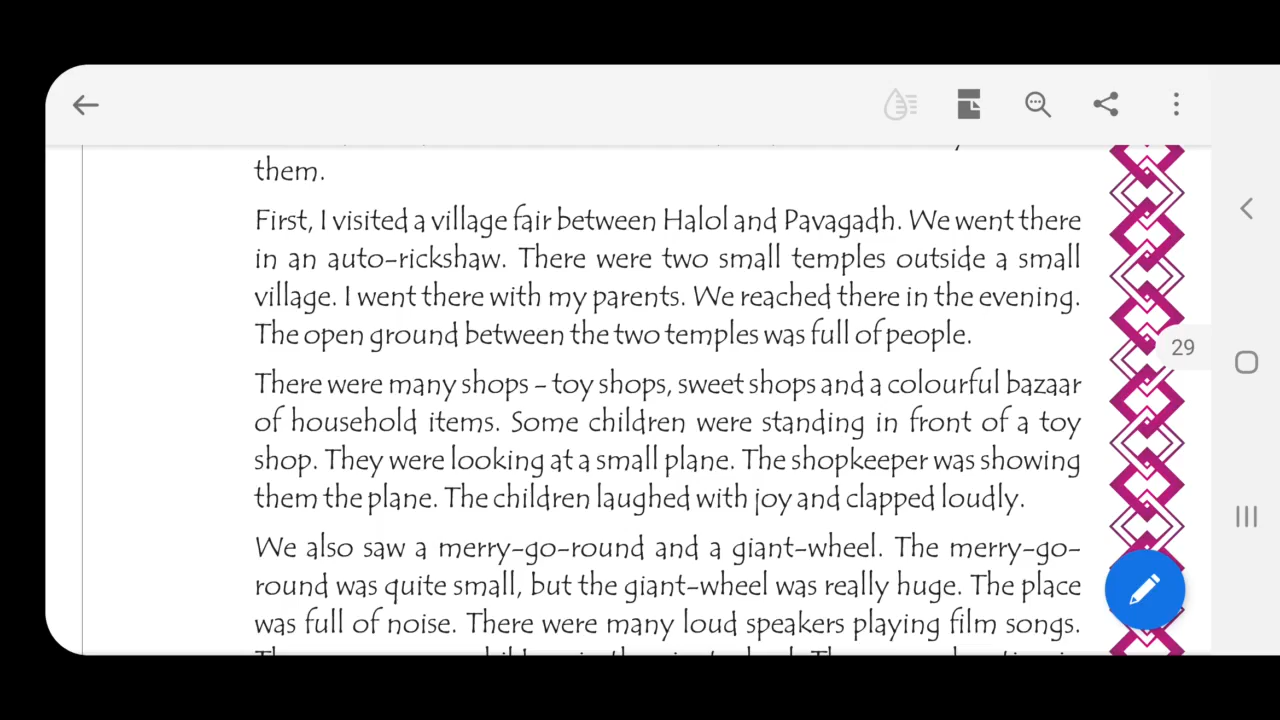 them.
First, I visited a village fair between Halol and Pavagadh. We went there
in an auto-rickshaw. There were two small temples outside a small
village. I went there with my parents. We reached there in the evening.
The open ground between the two temples was full of people.
29
There were many shops – toy shops, sweet shops and a colourful bazaar
of household items. Some children were standing in front of a toy
shop. They were looking at a small plane. The shopkeeper was showing
them the plane. The children laughed with joy and clapped loudly.
We also saw a merry-go-round and a giant-wheel. The merry-go-
round was quite small, but the giant-wheel was really huge. The place
was full of noise. There were many loud speakers playing film songs.